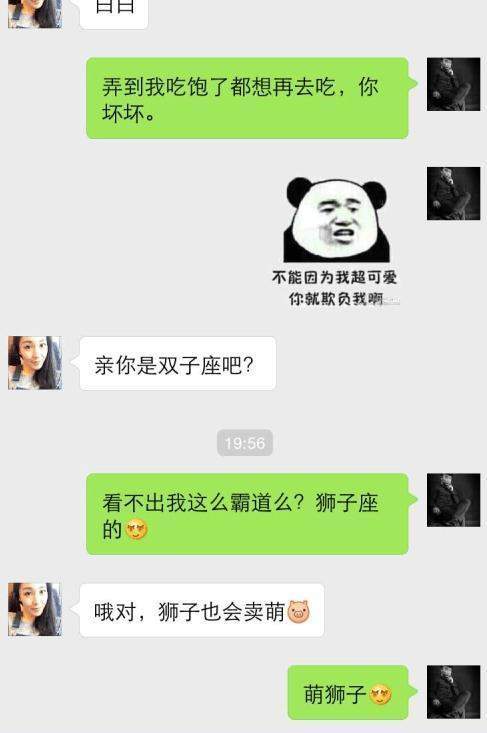 白白
弄到我吃饱了都想再去吃，你
坏坏。
不能因为我超可爱
你就欺负我啊
亲你是双子座吧？
19:56
看不出我这么霸道么？狮子座
的
哦对，狮子也会卖萌
萌狮子